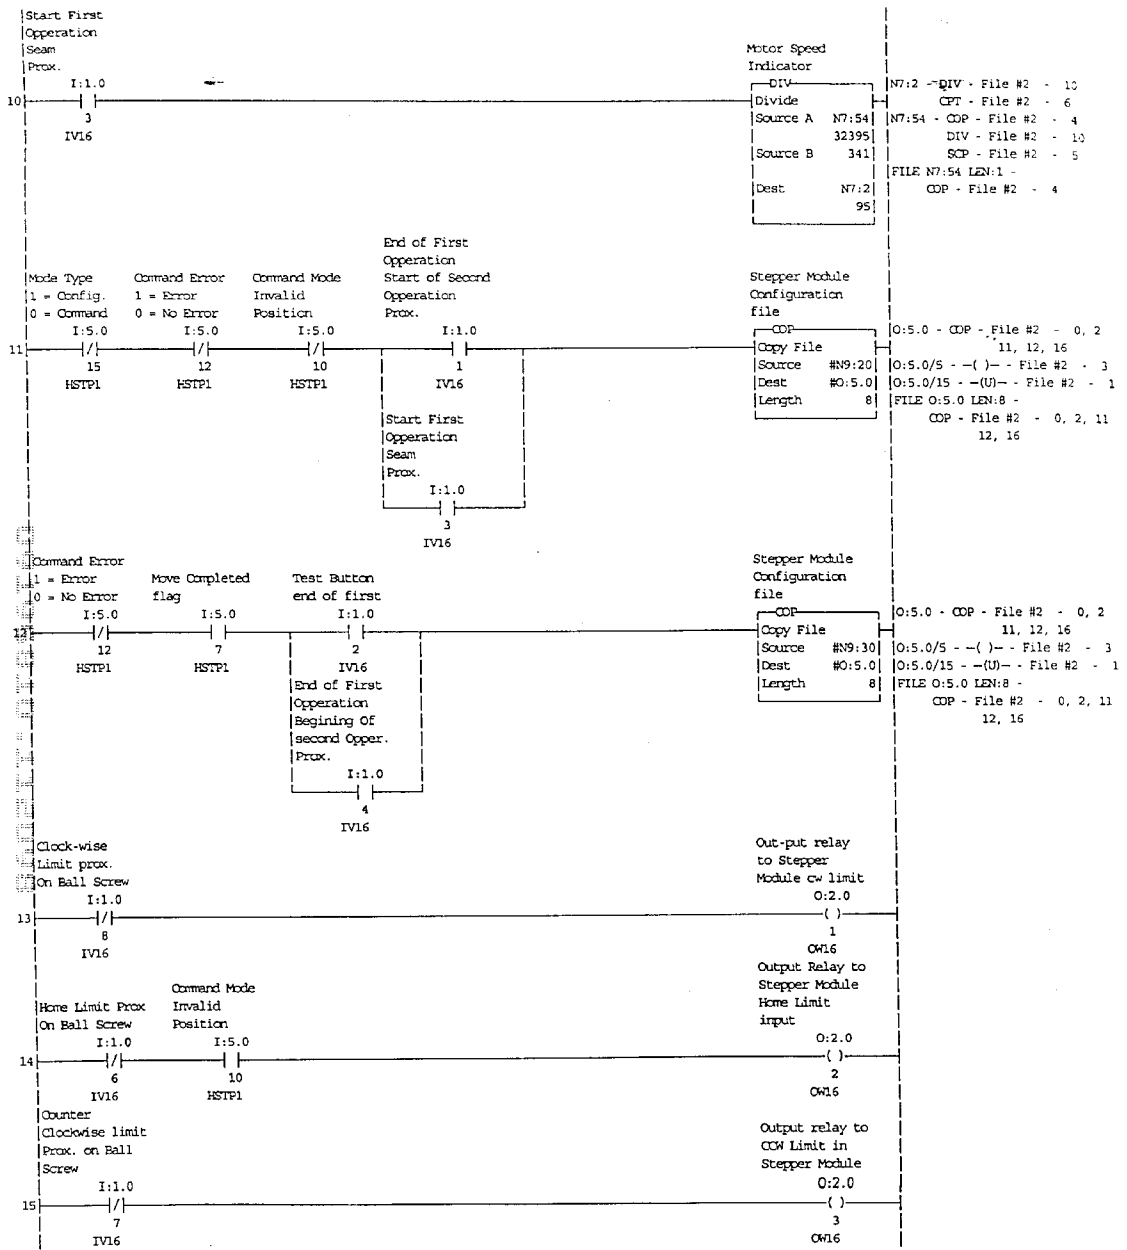 Start First
Opperation
Seam
Prox.
I:1.0
10
3
IV16
Motor Speed
Indicator
DIV
Divide
Source A N7:54
32395
Source B 341
Dest N7:2
95
N7:2 - DIV - File #2 - 10
CPT - File #2 - 6
N7:54 - COP - File #2 - 4
DIV - File #2 - 10
SCP - File #2 - 5
FILE N7:54 LEN:1 -
COP - File #2 - 4
End of First
Opperation
Mode Type Command Error Command Mode Start of Second
1 = Config. 1 = Error Invalid Opperation
0 = Command 0 = No Error Position Prox.
I:5.0 I:5.0 I:5.0 I:1.0
11
15 12 10 1
HSTP1 HSTP1 HSTP1 IV16
Start First
Opperation
Seam
Prox.
I:1.0
3
IV16
Stepper Module
Configuration
file
COP
Copy File
Source #N9:20
Dest #O:5.0
Length 8
O:5.0 - COP - File #2 - 0, 2
11, 12, 16
O:5.0/5 - -( )- - File #2 - 3
O:5.0/15 - -(U)- - File #2 - 1
FILE O:5.0 LEN:8 -
COP - File #2 - 0, 2, 11
12, 16
Command Error
1 = Error Move Completed Test Button
0 = No Error flag end of first
I:5.0 I:5.0 I:1.0
12
12 7 2
HSTP1 HSTP1 IV16
End of First
Opperation
Begining Of
second Opper.
Prox.
I:1.0
4
IV16
Stepper Module
Configuration
file
COP
Copy File
Source #N9:30
Dest #O:5.0
Length 8
O:5.0 - COP - File #2 - 0, 2
11, 12, 16
O:5.0/5 - -( )- - File #2 - 3
O:5.0/15 - -(U)- - File #2 - 1
FILE O:5.0 LEN:8 -
COP - File #2 - 0, 2, 11
12, 16
Clock-wise
Limit prox.
On Ball Screw
I:1.0
13
8
IV16
Out-put relay
to Stepper
Module cw limit
O:2.0
( )
1
OW16
Command Mode
Home Limit Prox Invalid
On Ball Screw Position
I:1.0 I:5.0
14
6 10
IV16 HSTP1
Output Relay to
Stepper Module
Home Limit
input
O:2.0
( )
2
OW16
Counter
Clockwise limit
Prox. on Ball
Screw
I:1.0
15
7
IV16
Output relay to
CCW Limit in
Stepper Module
O:2.0
( )
3
OW16